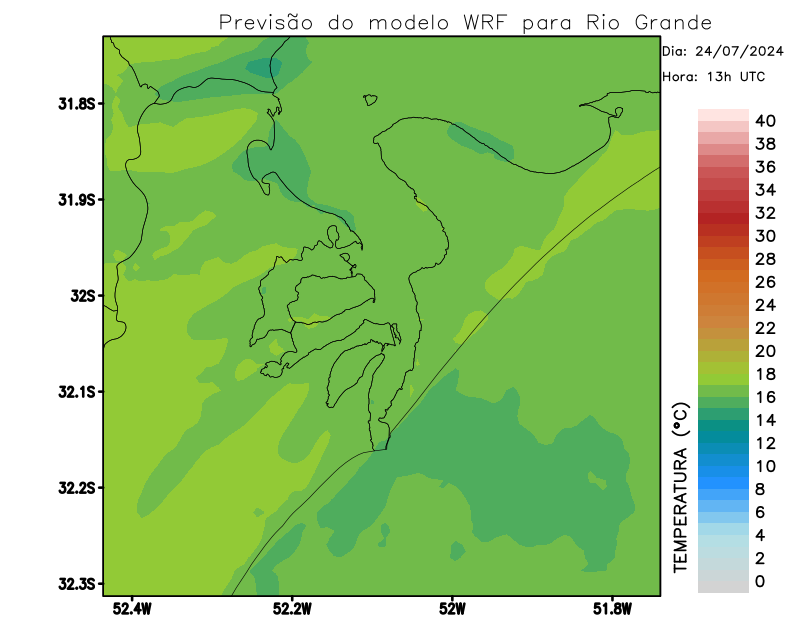 Previsão do modelo WRF para Rio Grande
Dia: 24/07/2024
Hora: 13h UTC
31.8S
31.9S
32S
32.1S
32.2S
32.3S
52.4W
52.2W
52W
51.8W
TEMPERATURA (°C)
40
38
36
34
32
30
28
26
24
22
20
18
16
14
12
10
8
6
4
2
0